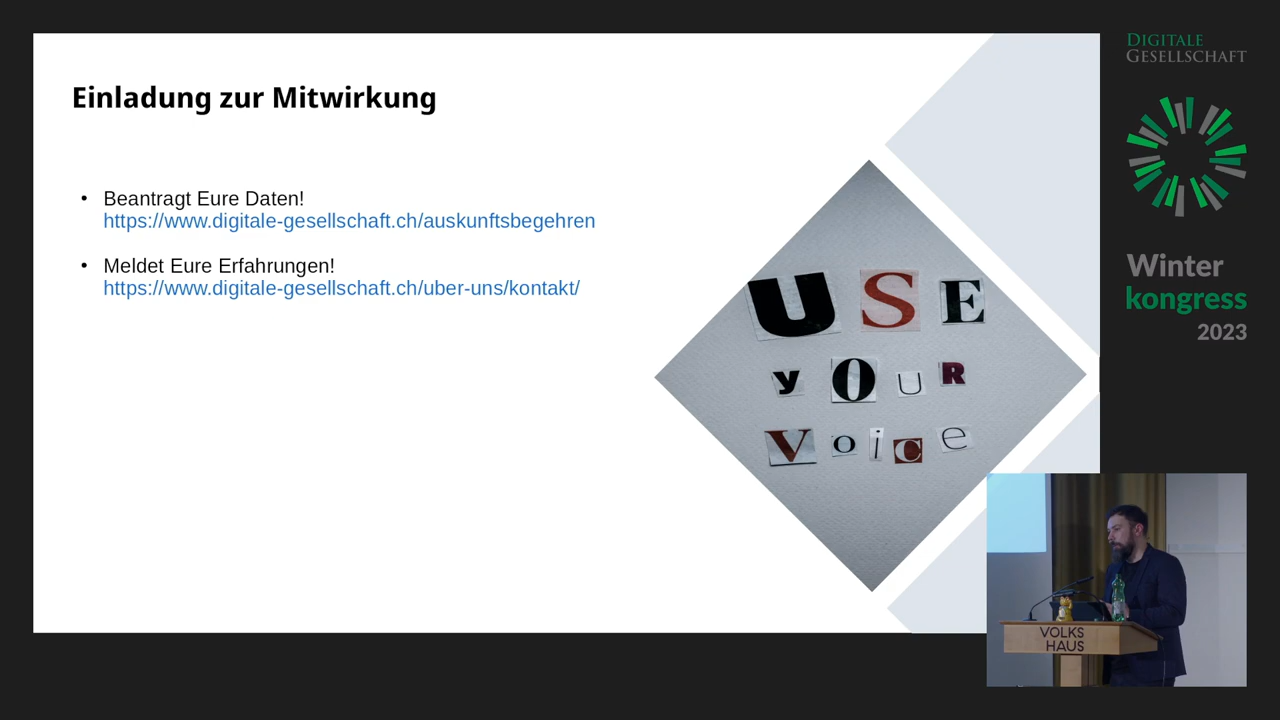 Einladung zur Mitwirkung
• Beantragt Eure Daten!
https://www.digitale-gesellschaft.ch/auskunftsbegehren
• Meldet Eure Erfahrungen!
https://www.digitale-gesellschaft.ch/uber-uns/kontakt/
USE
yOUR
Voice
DIGITALE
GESELLSCHAFT
Winter
kongress
2023
VOLKS
HAUS